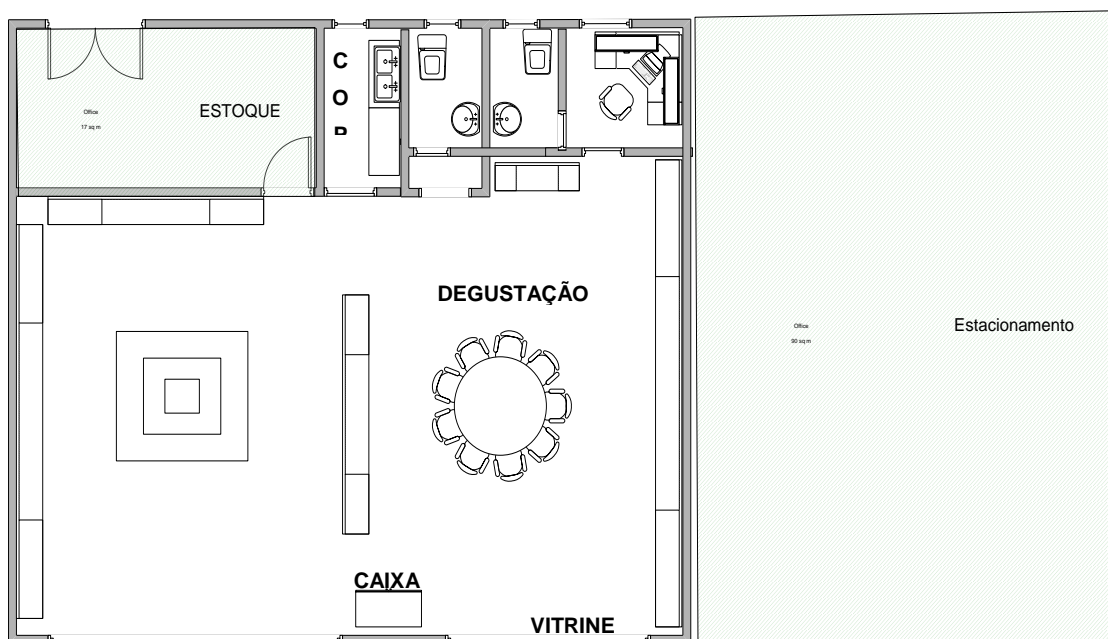 ESTOQUE
Office
17 sq m
C
O
P
DEGUSTAÇÃO
Office
90 sq m
Estacionamento
CAIXA
VITRINE